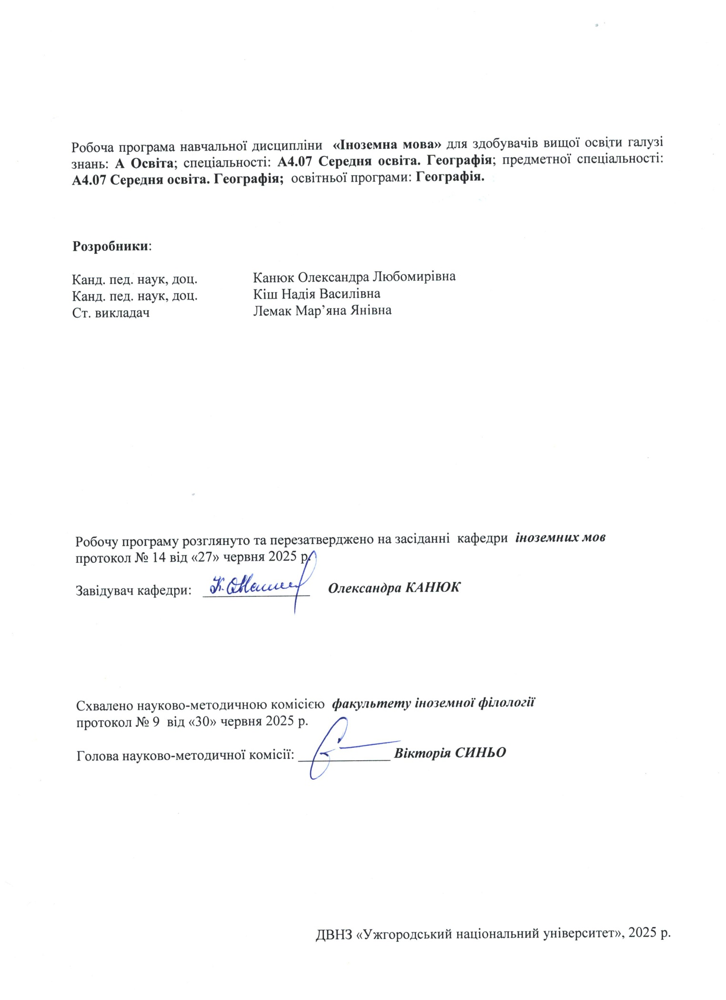 Робоча програма навчальної дисципліни «Іноземна мова» для здобувачів вищої освіти галузі
знань: А Освіта; спеціальності: А4.07 Середня освіта. Географія; предметної спеціальності:
А4.07 Середня освіта. Географія; освітньої програми: Географія.
Розробники:
Канд. пед. наук, доц. Канюк Олександра Любомирівна
Канд. пед. наук, доц. Кіш Надія Василівна
Ст. викладач Лемак Мар’яна Янівна
Робочу програму розглянуто та перезатверджено на засіданні кафедри іноземних мов
протокол № 14 від «27» червня 2025 р.
Завідувач кафедри: Олександра КАНЮК
Схвалено науково-методичною комісією факультету іноземної філології
протокол № 9 від «30» червня 2025 р.
Голова науково-методичної комісії: Вікторія СИНЬО
ДВНЗ «Ужгородський національний університет», 2025 р.